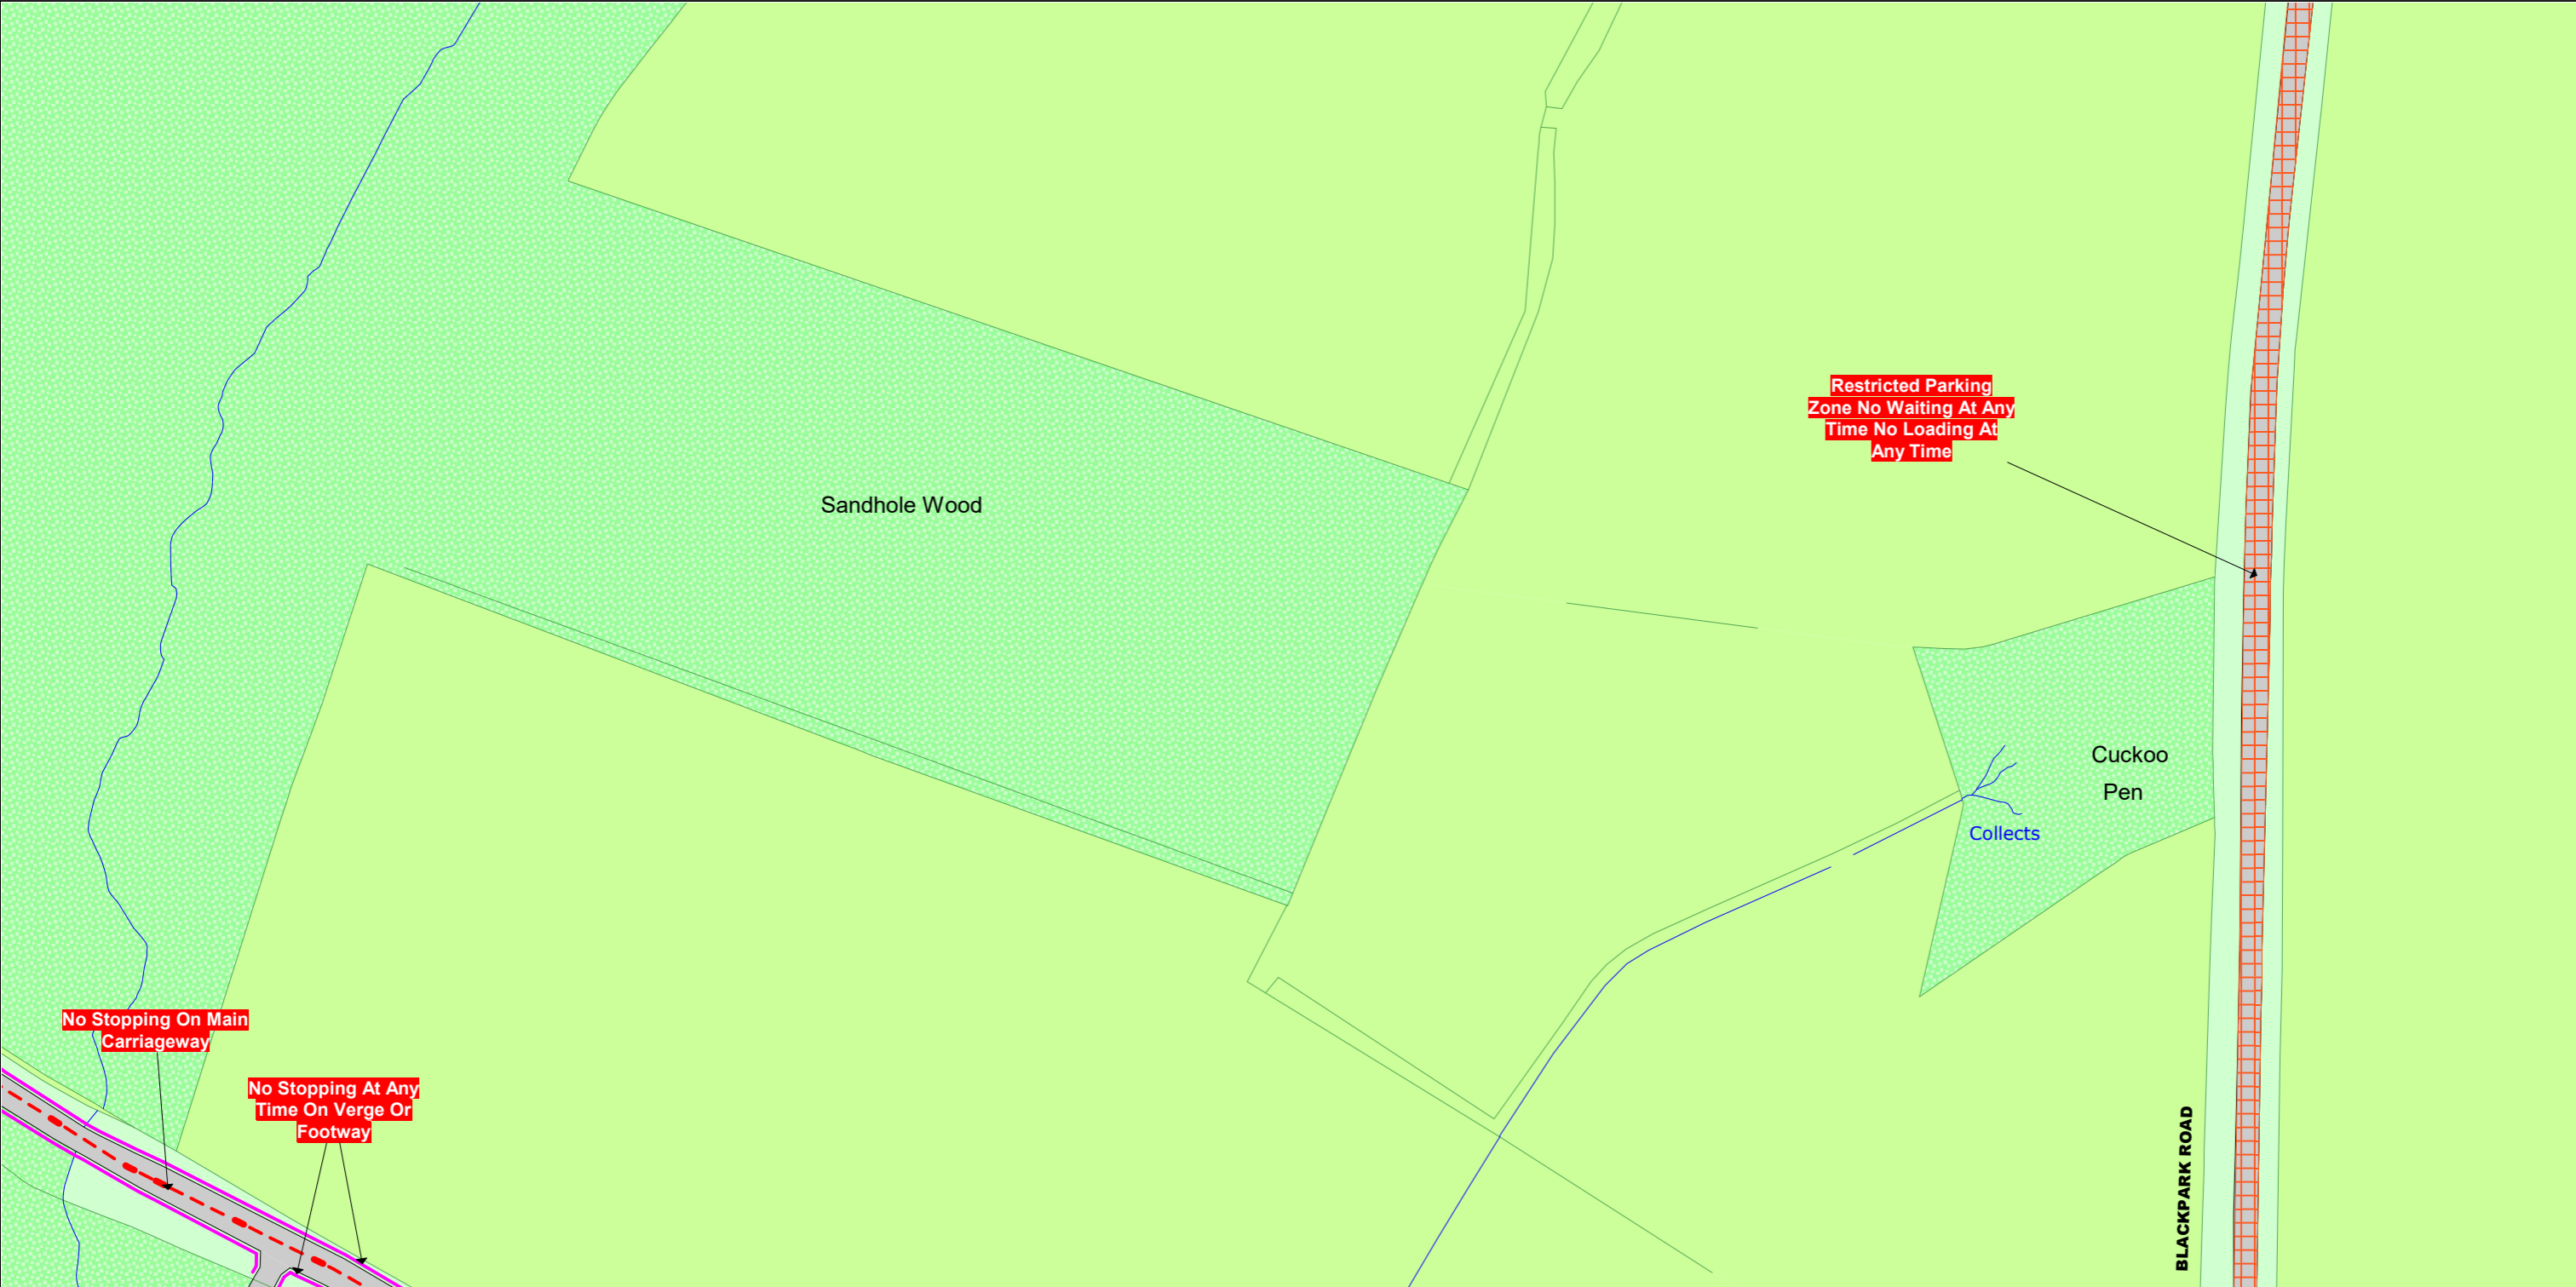 Restricted Parking
Zone No Waiting At Any
Time No Loading At
Any Time
Sandhole Wood
Cuckoo
Pen
Collects
No Stopping On Main
Carriageway
No Stopping At Any
Time On Verge Or
Footway
BLACKPARK ROAD